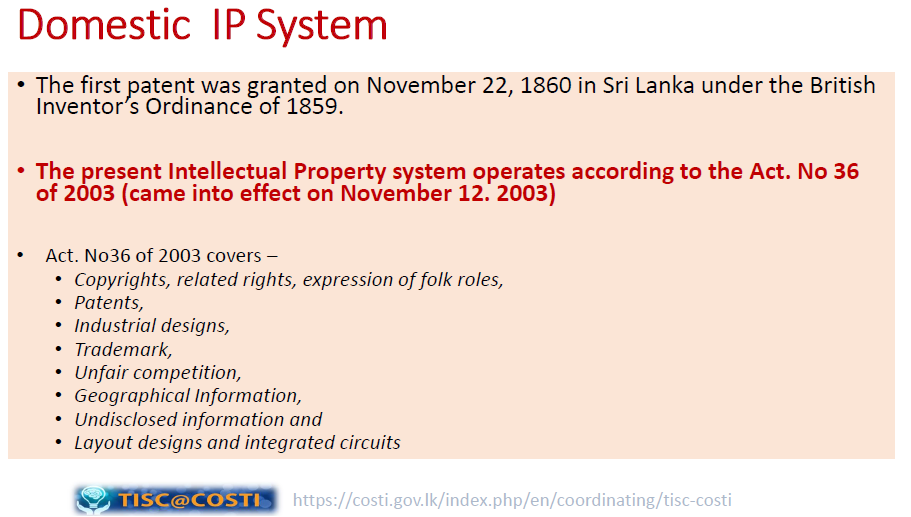 Domestic IP System
• The first patent was granted on November 22, 1860 in Sri Lanka under the British
Inventor's Ordinance of 1859.
• The present Intellectual Property system operates according to the Act. No 36
of 2003 (came into effect on November 12. 2003)
• Act. No36 of 2003 covers –
• Copyrights, related rights, expression of folk roles,
• Patents,
• Industrial designs,
• Trademark,
• Unfair competition,
• Geographical Information,
• Undisclosed information and
• Layout designs and integrated circuits
TISC@COSTI https://costi.gov.lk/index.php/en/coordinating/tisc-costi